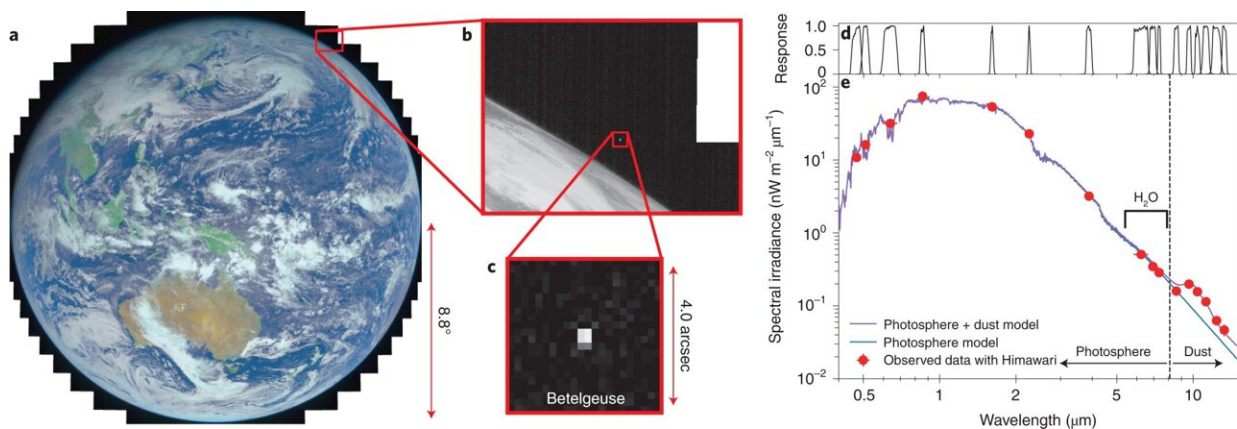 a
8.8°
b
c
4.0 arcsec
Betelgeuse
d
Response
1.0
0.5
0
e
Spectral irradiance (nW m⁻² μm⁻¹)
10²
10¹
10⁰
10⁻¹
10⁻²
H₂O
Photosphere + dust model
Photosphere model
Observed data with Himawari
Photosphere
Dust
0.5
1
2
5
10
Wavelength (μm)